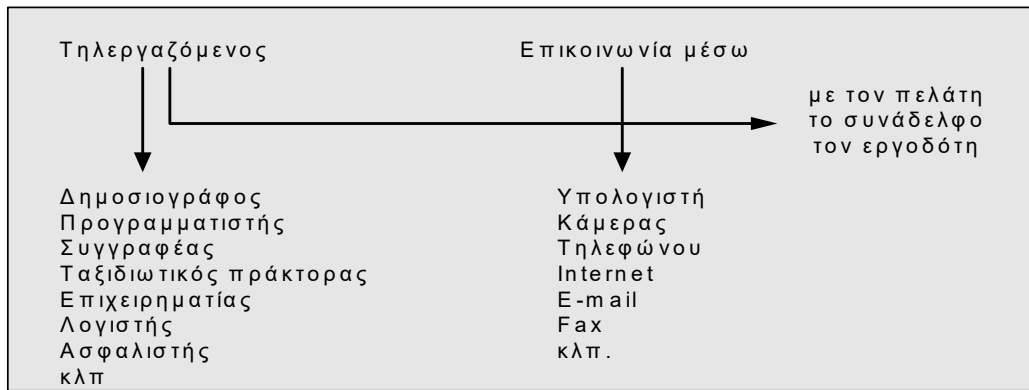 Τηλεργαζόμενος
Επικοινωνία μέσω
με τον πελάτη
το συνάδελφο
τον εργοδότη
Δημοσιογράφος
Προγραμματιστής
Συγγραφέας
Ταξιδιωτικός πράκτορας
Επιχειρηματίας
Λογιστής
Ασφαλιστής
κλπ
Υπολογιστή
Κάμερας
Τηλεφώνου
Internet
E-mail
Fax
κλπ.